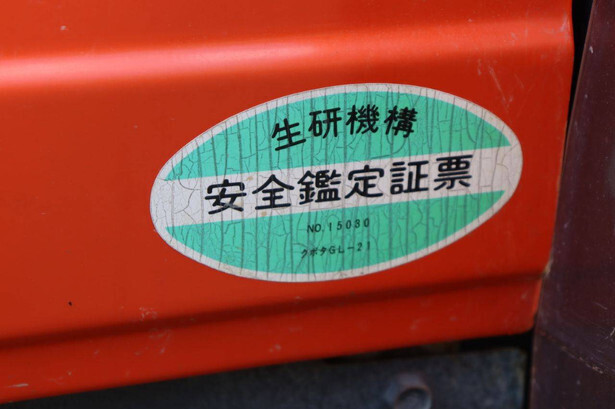 生研機構
安全鑑定証票
NO.15030
クボタGL-21